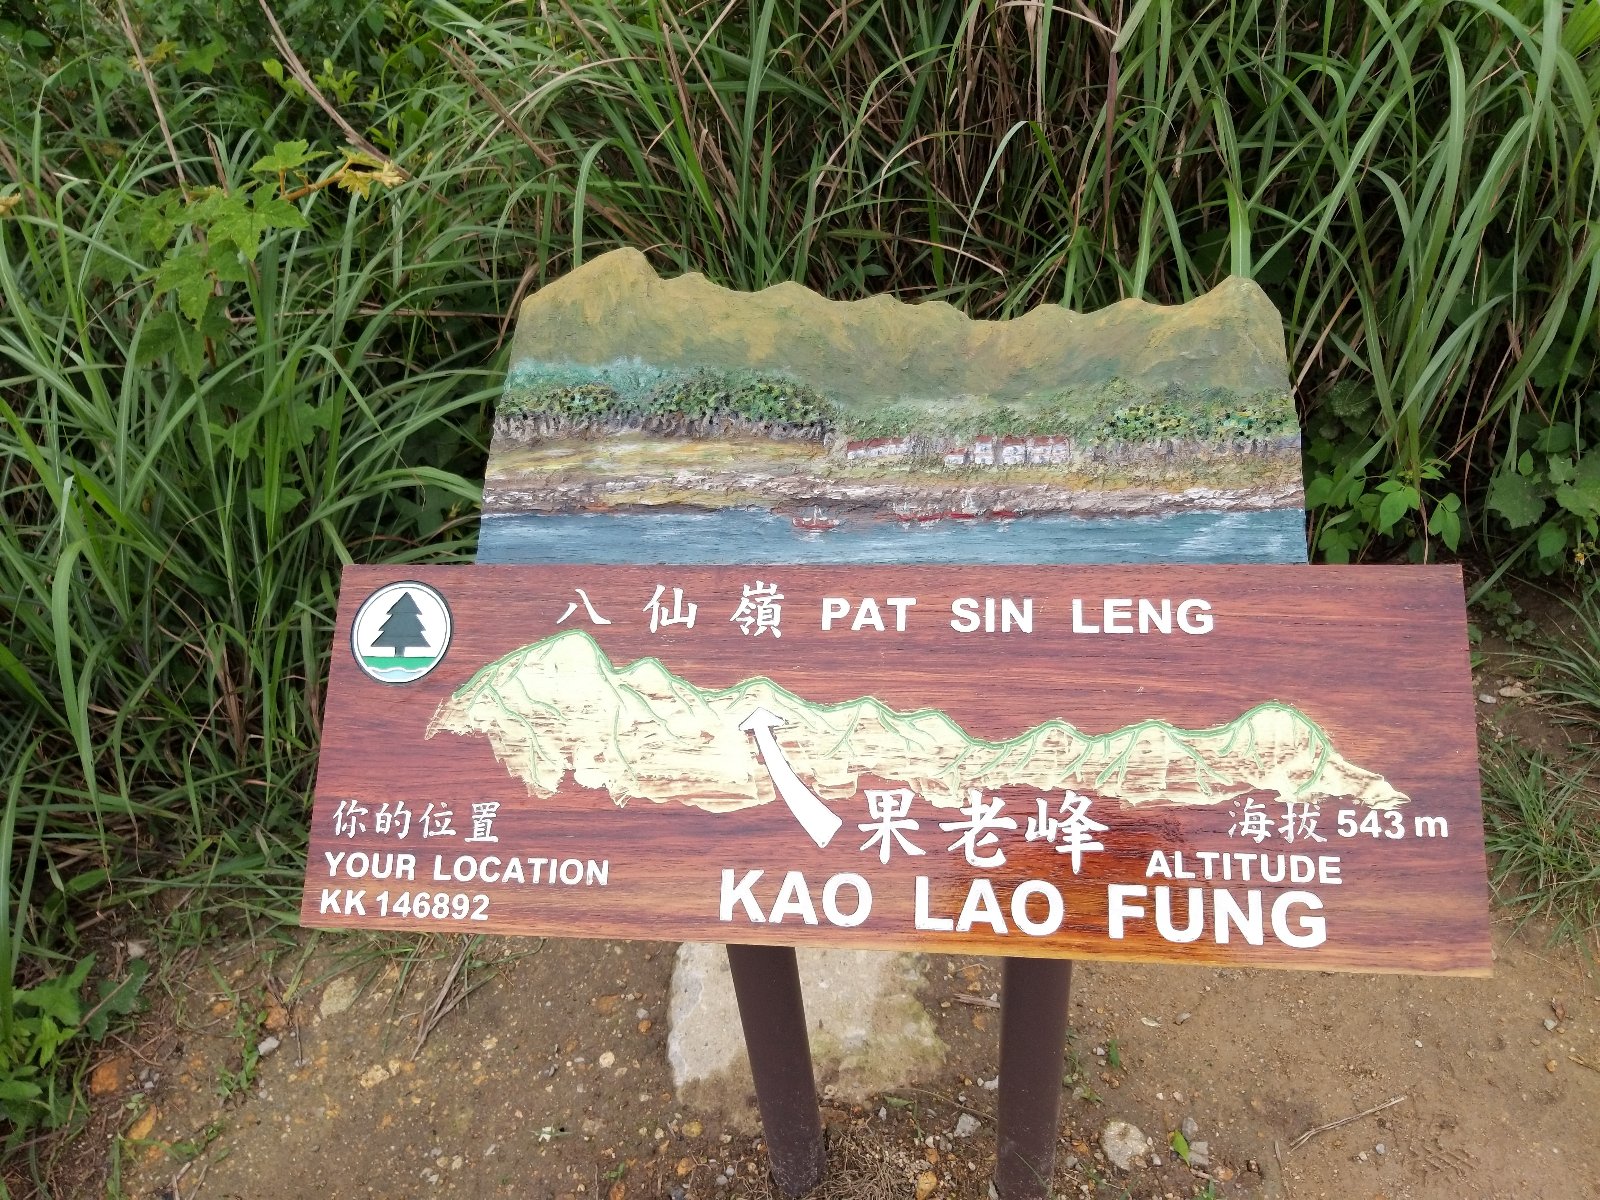 八仙嶺 PAT SIN LENG
你的位置
YOUR LOCATION
KK 146892
果老峰
KAO LAO FUNG
海拔 543 m
ALTITUDE